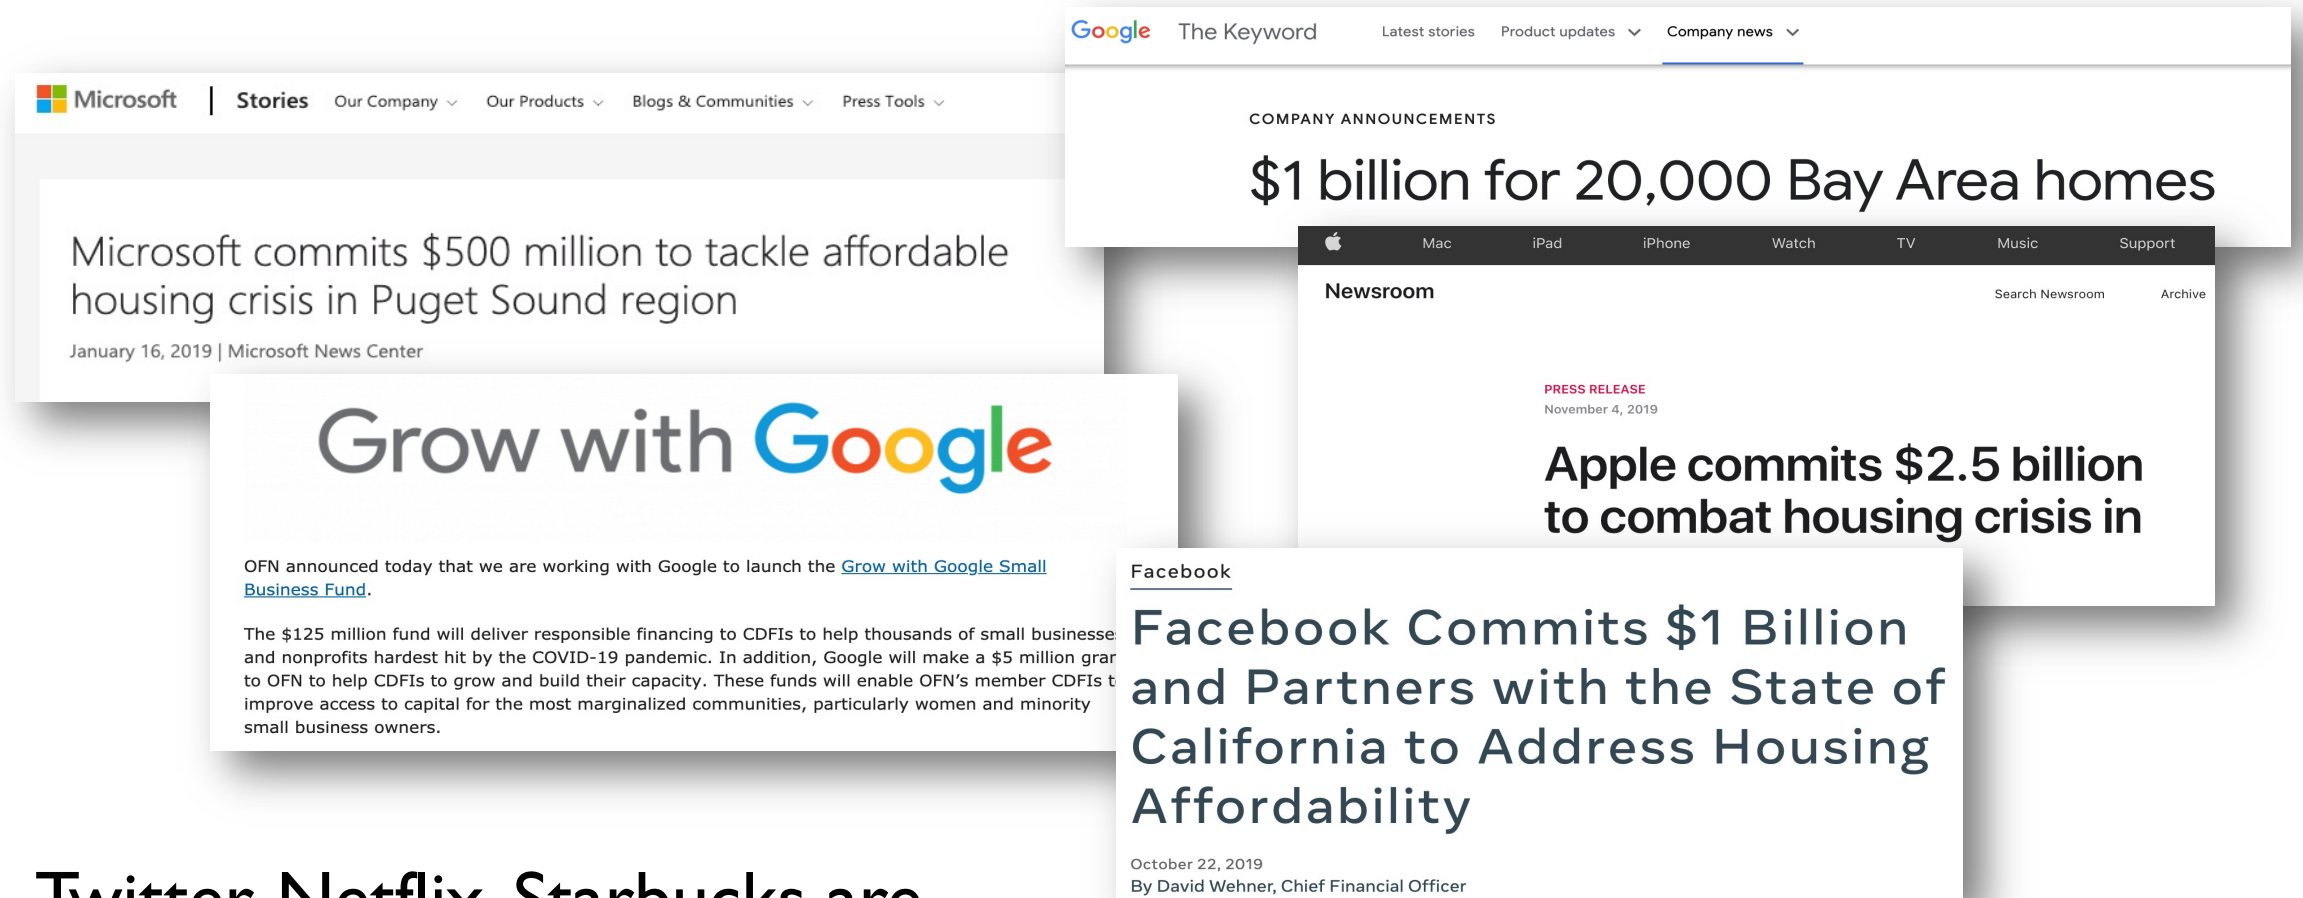 Microsoft | Stories Our Company Our Products Blogs & Communities Press Tools
Microsoft commits $500 million to tackle affordable
housing crisis in Puget Sound region
January 16, 2019 | Microsoft News Center
Google The Keyword Latest stories Product updates Company news
COMPANY ANNOUNCEMENTS
$1 billion for 20,000 Bay Area homes
Mac iPad iPhone Watch TV Music Support
Newsroom Search Newsroom Archive
PRESS RELEASE
November 4, 2019
Apple commits $2.5 billion
to combat housing crisis in
Grow with Google
OFN announced today that we are working with Google to launch the Grow with Google Small
Business Fund.
The $125 million fund will deliver responsible financing to CDFIs to help thousands of small businesses
and nonprofits hardest hit by the COVID-19 pandemic. In addition, Google will make a $5 million
to OFN to help CDFIs to grow and build their capacity. These funds will enable OFN's member CDFIs
improve access to capital for the most marginalized communities, particularly women and minority
small business owners.
Facebook
Facebook Commits $1 Billion
and Partners with the State of
California to Address Housing
Affordability
October 22, 2019
By David Wehner, Chief Financial Officer
Twitter, Netflix, Starbucks are